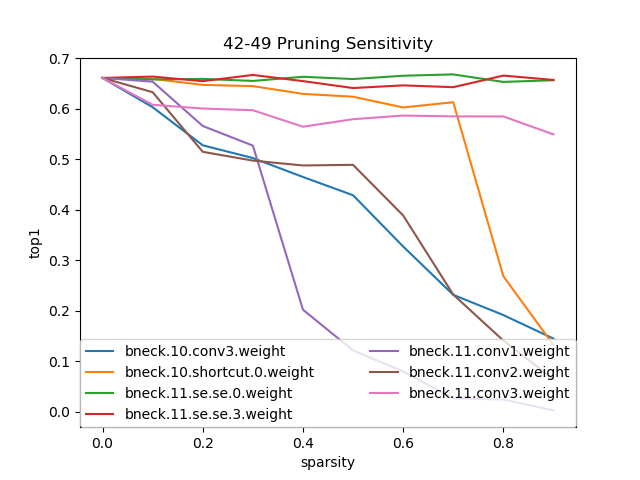 42-49 Pruning Sensitivity
top1
0.7
0.6
0.5
0.4
0.3
0.2
0.1
0.0
bneck.10.conv3.weight
bneck.10.shortcut.0.weight
bneck.11.se.se.0.weight
bneck.11.se.se.3.weight
bneck.11.conv1.weight
bneck.11.conv2.weight
bneck.11.conv3.weight
0.0 0.2 0.4 0.6 0.8
sparsity